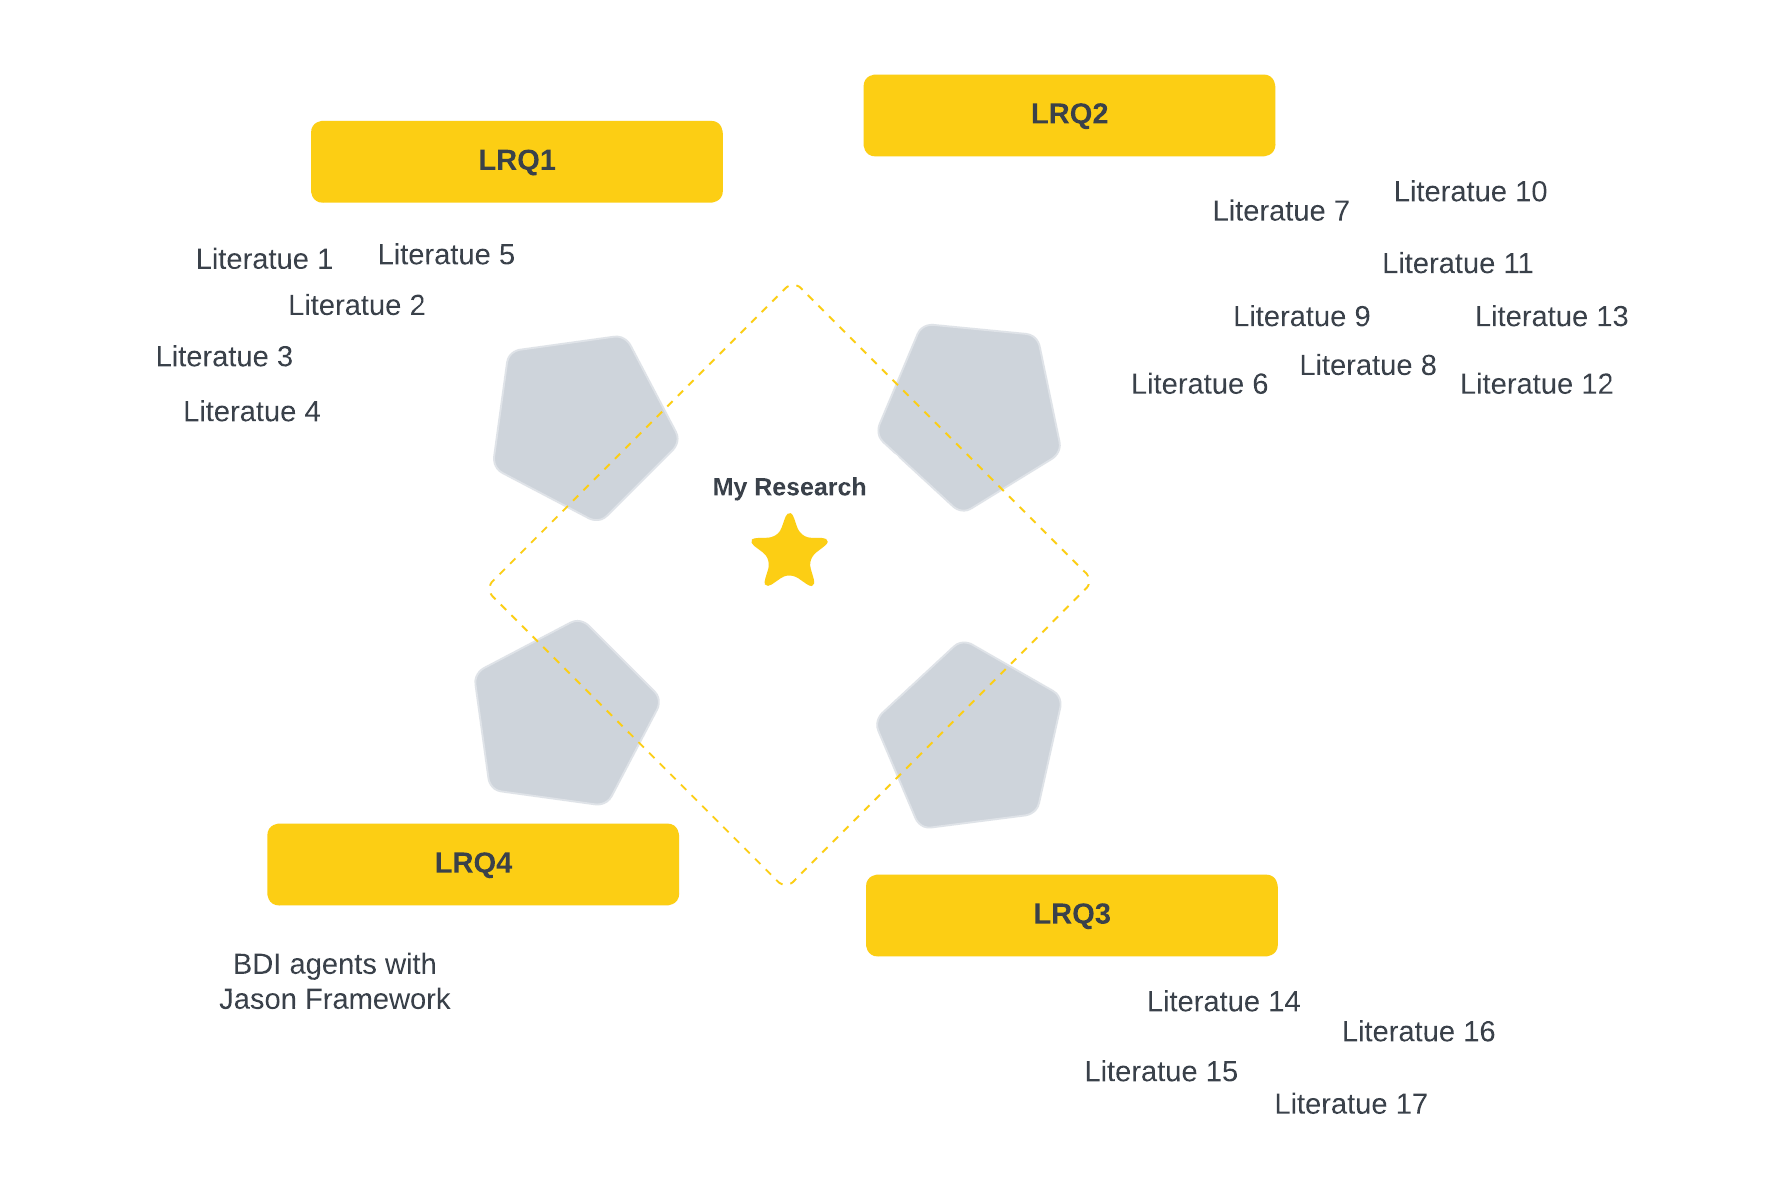 LRQ1
LRQ2
Literatue 1
Literatue 5
Literatue 2
Literatue 3
Literatue 4
Literatue 7
Literatue 10
Literatue 11
Literatue 9
Literatue 13
Literatue 8
Literatue 6
Literatue 12
My Research
LRQ4
BDI agents with
Jason Framework
LRQ3
Literatue 14
Literatue 16
Literatue 15
Literatue 17